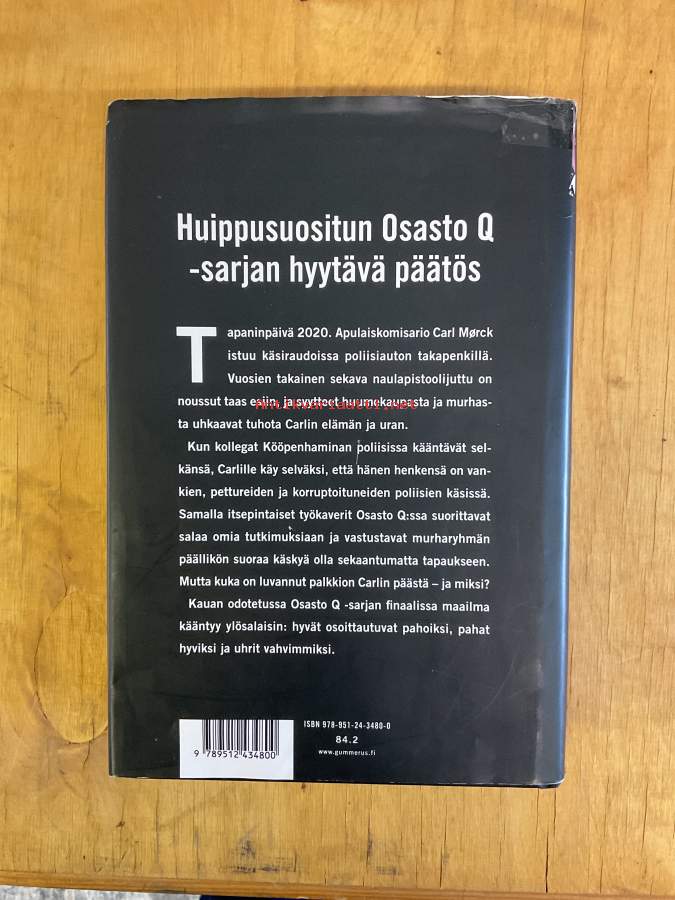 Huippusuositun Osasto Q
-sarjan hyytävä päätös
Tapaninpäivä 2020. Apulaiskomisario Carl Mørck
istuu käsiraudoissa poliisiauton takapenkillä.
Vuosien takainen sekava naulapistoolijuttu on
noussut taas esiin, ja syytteet huumekaupasta ja murhas-
ta uhkaavat tuhota Carlin elämän ja uran.
Kun kollegat Kööpenhaminan poliisissa kääntävät sel-
känsä, Carlille käy selväksi, että hänen henkensä on van-
kien, pettureiden ja korruptoituneiden poliisien käsissä.
Samalla itsepintaiset työkaverit Osasto Q:ssa suorittavat
salaa omia tutkimuksiaan ja vastustavat murharyhmän
päällikön suoraa käskyä olla sekaantumatta tapaukseen.
Mutta kuka on luvannut palkkion Carlin päästä – ja miksi?
Kauan odotetussa Osasto Q -sarjan finaalissa maailma
kääntyy ylösalaisin: hyvät osoittautuvat pahoiksi, pahat
hyviksi ja uhrit vahvimmiksi.
ISBN 978-951-24-3480-0
84.2
www.gummerus.fi
9 789512 434800
Antikvariaatti.net